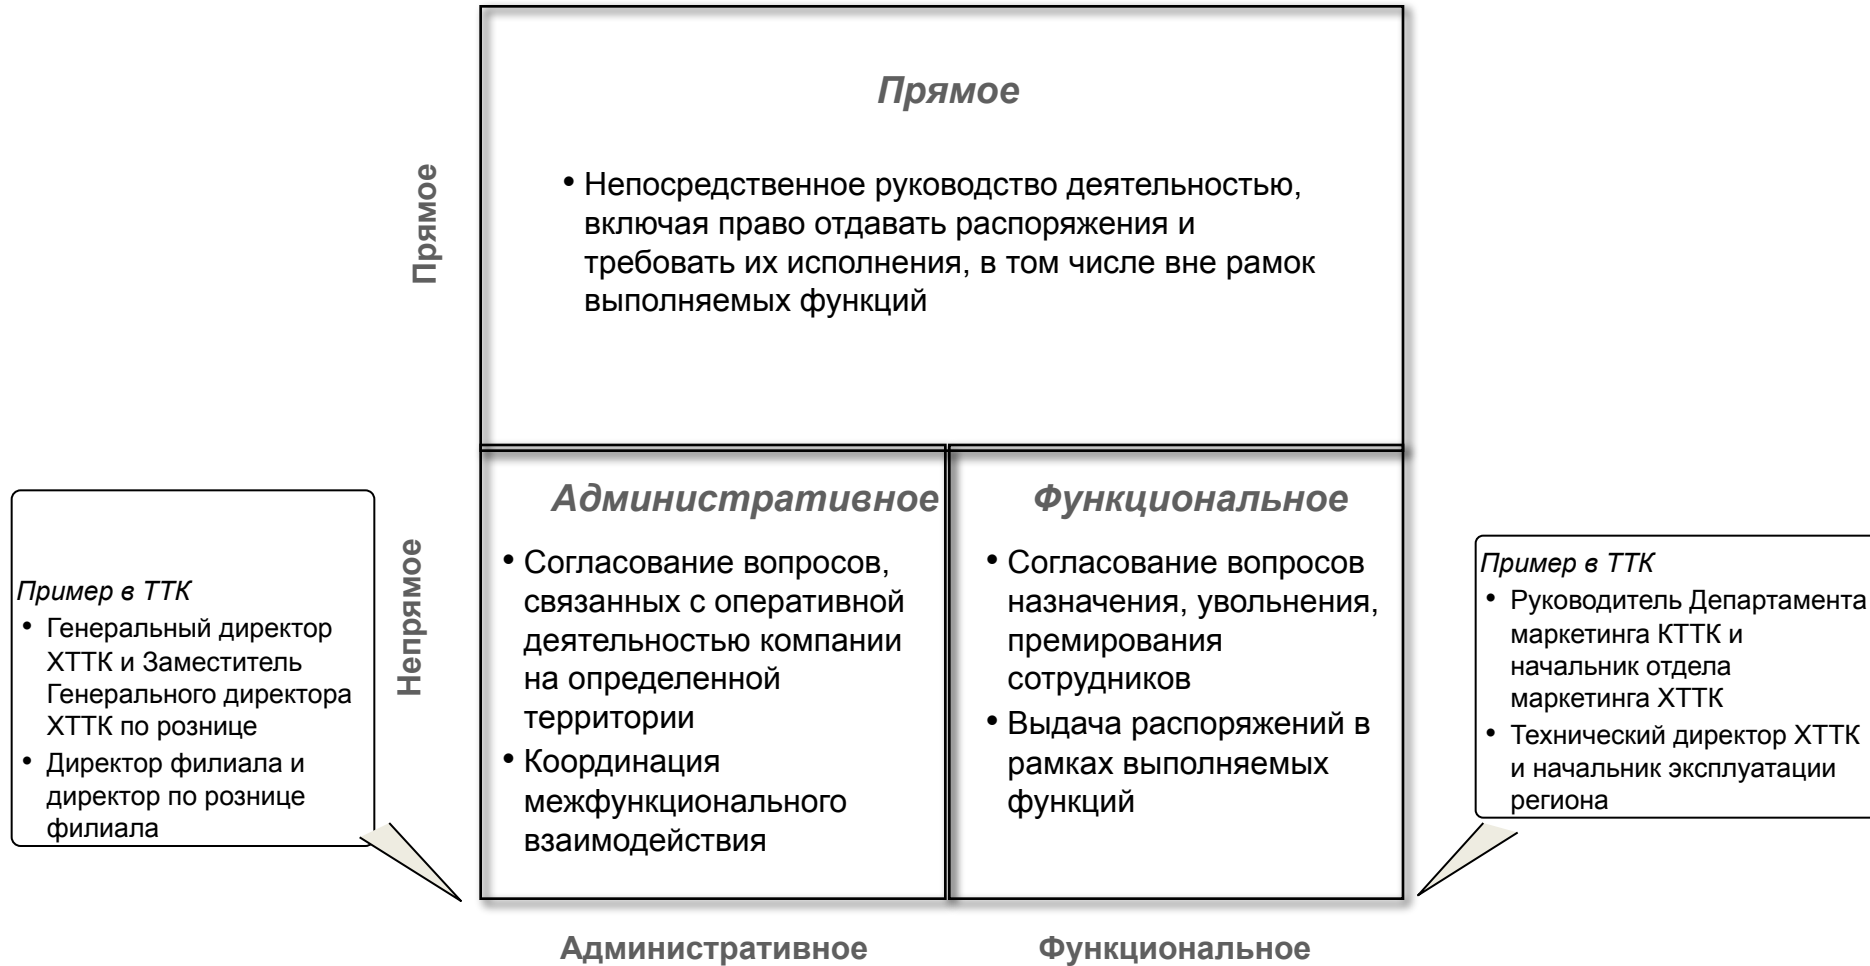 Прямое
Прямое
• Непосредственное руководство деятельностью,
включая право отдавать распоряжения и
требовать их исполнения, в том числе вне рамок
выполняемых функций
Непрямое
Административное
• Согласование вопросов,
связанных с оперативной
деятельностью компании
на определенной
территории
• Координация
межфункционального
взаимодействия
Функциональное
• Согласование вопросов
назначения, увольнения,
премирования
сотрудников
• Выдача распоряжений в
рамках выполняемых
функций
Пример в ТТК
• Генеральный директор
ХТТК и Заместитель
Генерального директора
ХТТК по рознице
• Директор филиала и
директор по рознице
филиала
Пример в ТТК
• Руководитель Департамента
маркетинга КТТК и
начальник отдела
маркетинга ХТТК
• Технический директор ХТТК
и начальник эксплуатации
региона
Административное
Функциональное